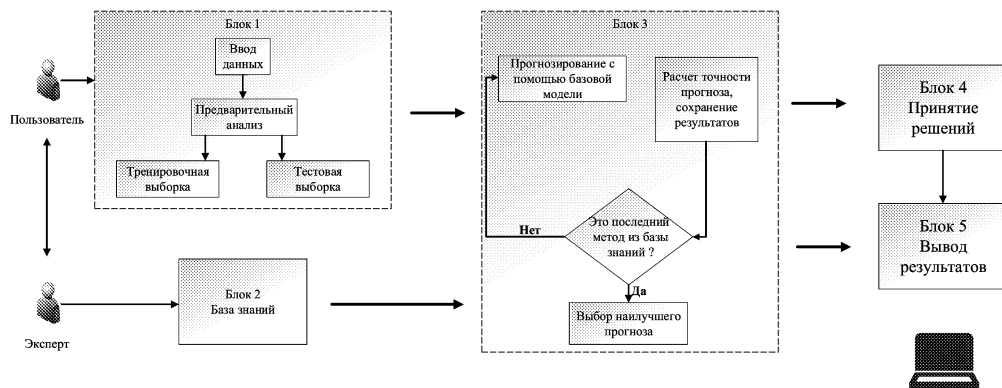 Блок 1
Ввод
данных
Предварительный
анализ
Тренировочная
выборка
Тестовая
выборка
Пользователь
Эксперт
Блок 2
База знаний
Блок 3
Прогнозирование с
помощью базовой
модели
Расчет точности
прогноза,
сохранение
результатов
Это последний
метод из базы
знаний ?
Нет
Да
Выбор наилучшего
прогноза
Блок 4
Принятие
решений
Блок 5
Вывод
результатов